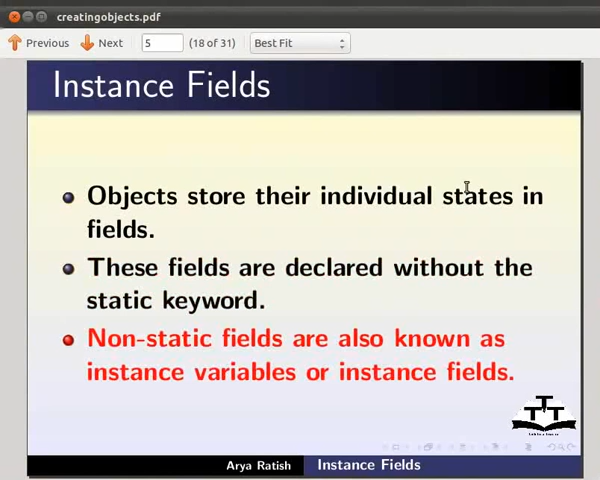 creatingobjects.pdf
Previous Next 5 (18 of 31) Best Fit
Instance Fields
Objects store their individual states in
fields.
These fields are declared without the
static keyword.
Non-static fields are also known as
instance variables or instance fields.
Arya Ratish Instance Fields